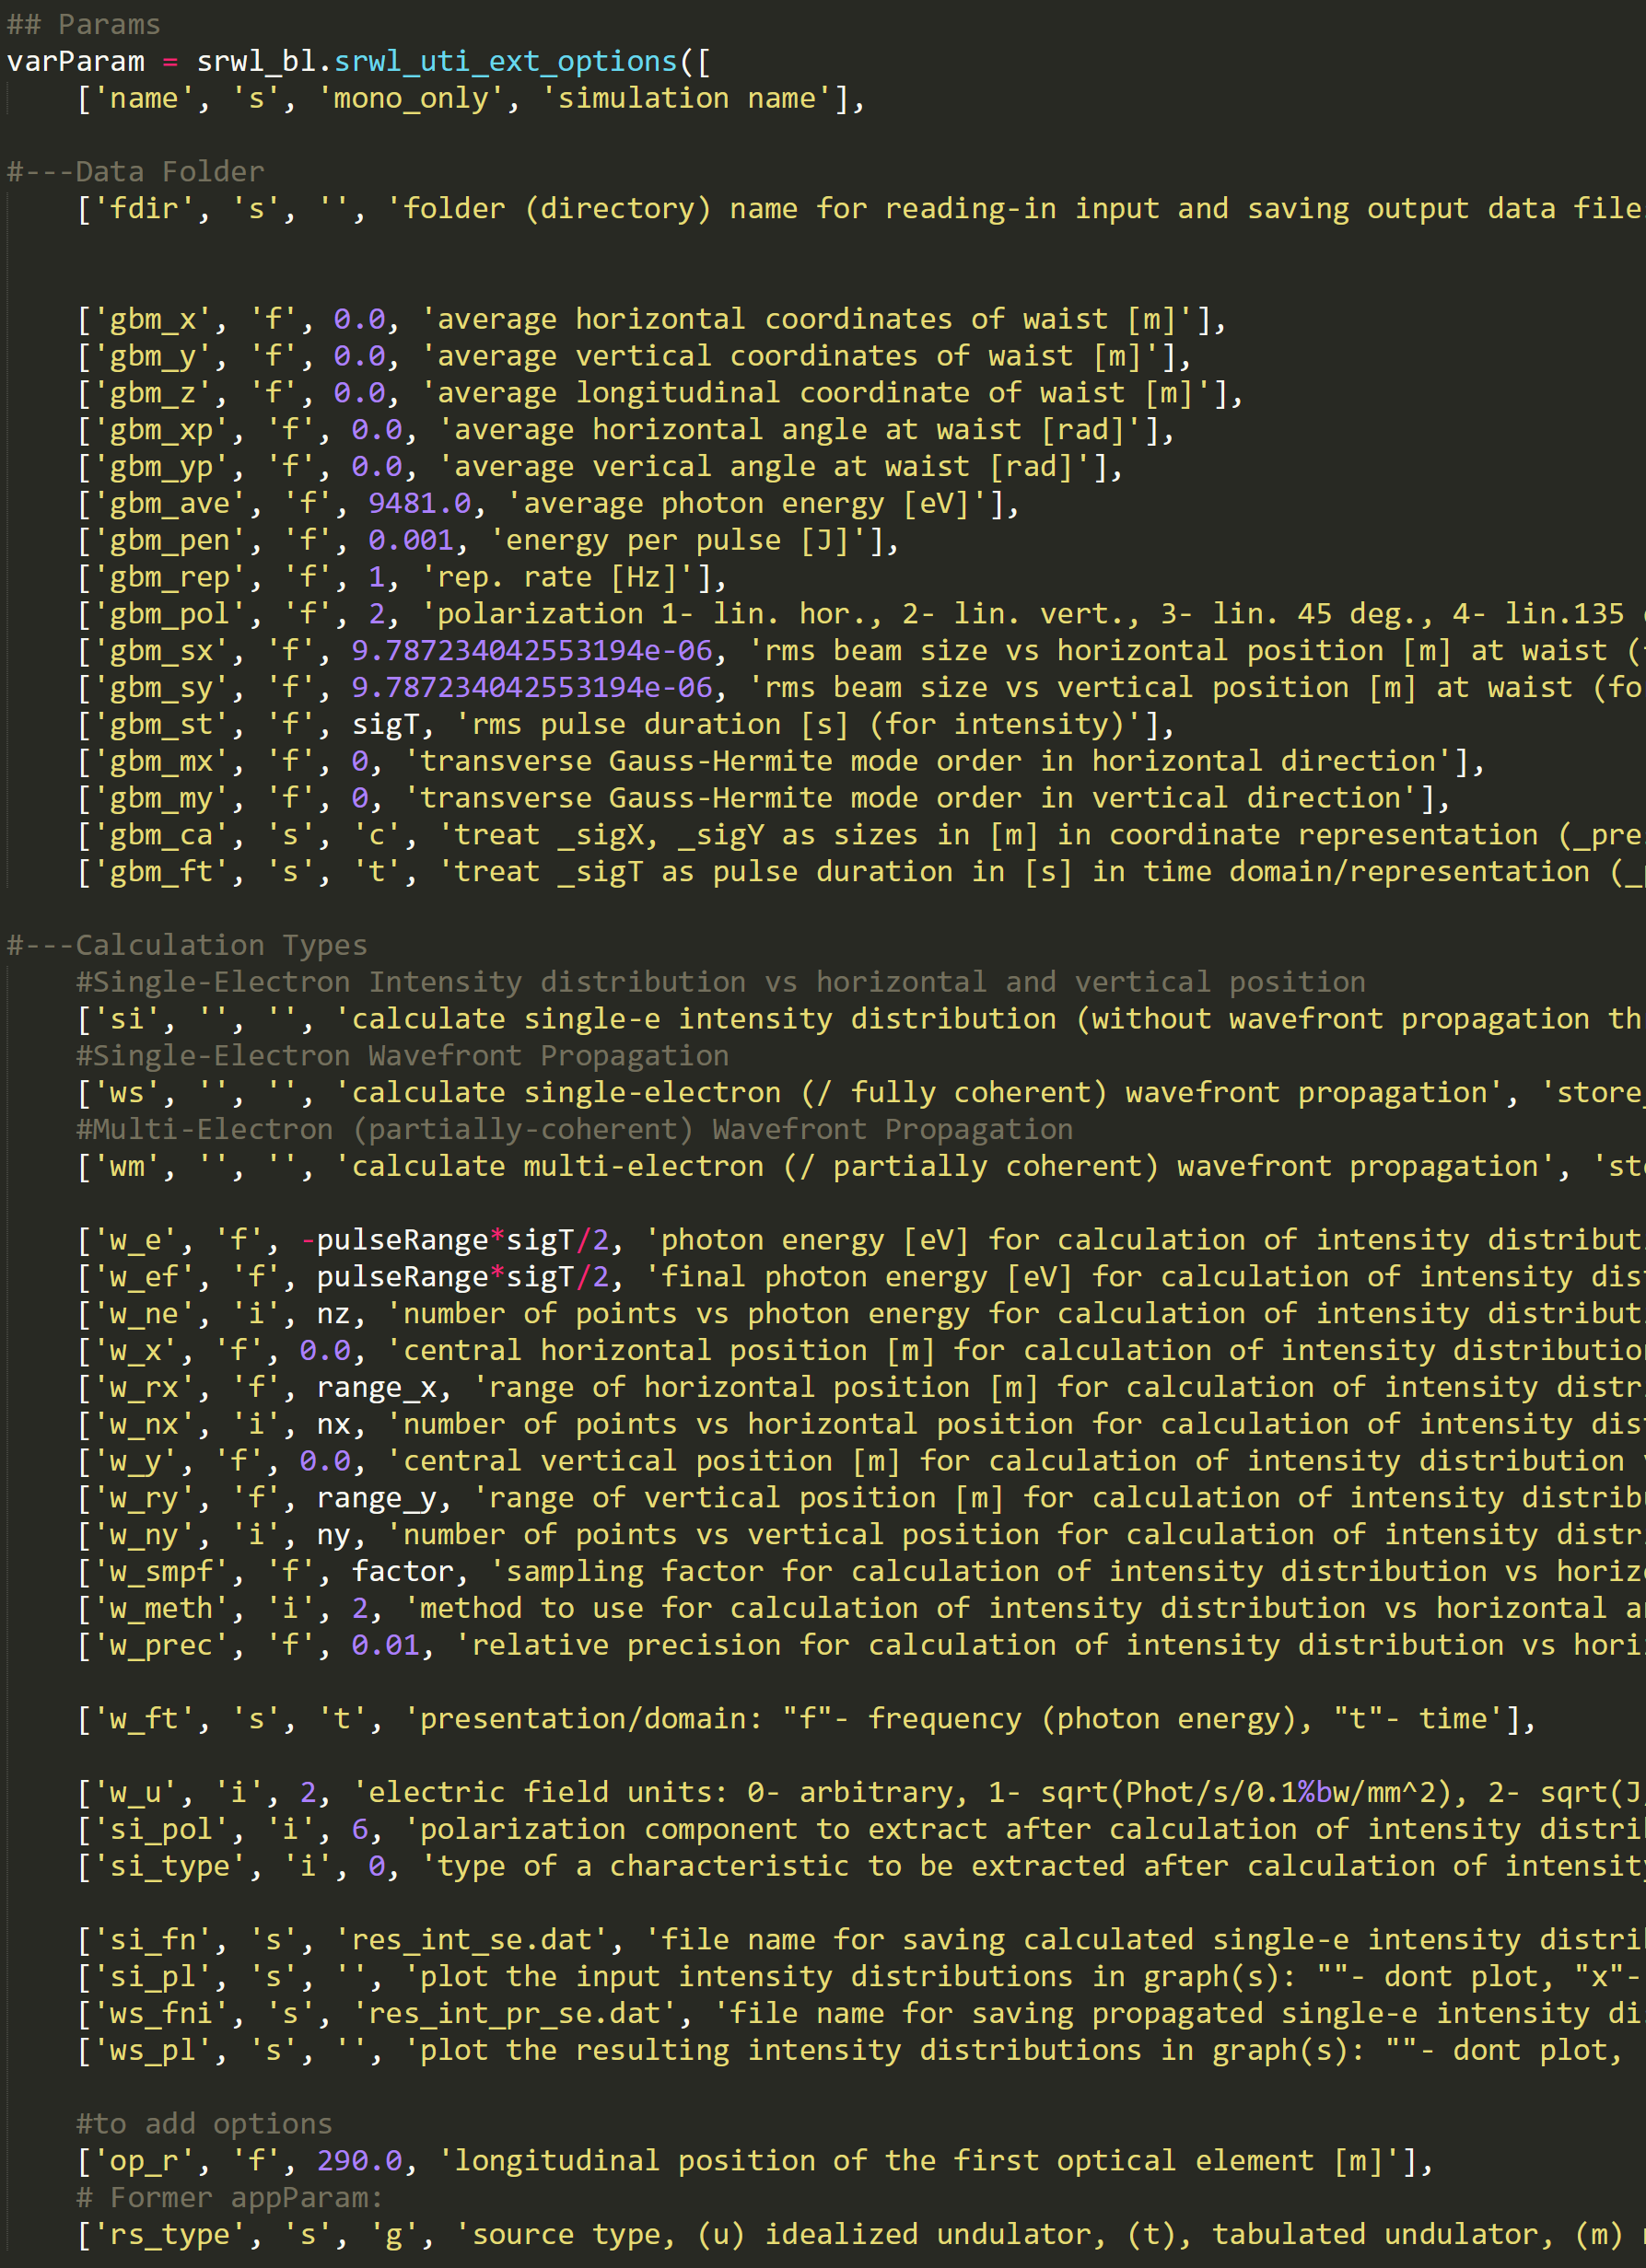 ## Params
varParam = srwl_bl.srwl_uti_ext_options([
    ['name', 's', 'mono_only', 'simulation name'],

#---Data Folder
    ['fdir', 's', '', 'folder (directory) name for reading-in input and saving output data file

    ['gbm_x', 'f', 0.0, 'average horizontal coordinates of waist [m]'],
    ['gbm_y', 'f', 0.0, 'average vertical coordinates of waist [m]'],
    ['gbm_z', 'f', 0.0, 'average longitudinal coordinate of waist [m]'],
    ['gbm_xp', 'f', 0.0, 'average horizontal angle at waist [rad]'],
    ['gbm_yp', 'f', 0.0, 'average verical angle at waist [rad]'],
    ['gbm_ave', 'f', 9481.0, 'average photon energy [eV]'],
    ['gbm_pen', 'f', 0.001, 'energy per pulse [J]'],
    ['gbm_rep', 'f', 1, 'rep. rate [Hz]'],
    ['gbm_pol', 'f', 2, 'polarization 1- lin. hor., 2- lin. vert., 3- lin. 45 deg., 4- lin.135
    ['gbm_sx', 'f', 9.787234042553194e-06, 'rms beam size vs horizontal position [m] at waist (
    ['gbm_sy', 'f', 9.787234042553194e-06, 'rms beam size vs vertical position [m] at waist (fo
    ['gbm_st', 'f', sigT, 'rms pulse duration [s] (for intensity)'],
    ['gbm_mx', 'f', 0, 'transverse Gauss-Hermite mode order in horizontal direction'],
    ['gbm_my', 'f', 0, 'transverse Gauss-Hermite mode order in vertical direction'],
    ['gbm_ca', 's', 'c', 'treat _sigX, _sigY as sizes in [m] in coordinate representation (_pre
    ['gbm_ft', 's', 't', 'treat _sigT as pulse duration in [s] in time domain/representation (_

#---Calculation Types
    #Single-Electron Intensity distribution vs horizontal and vertical position
    ['si', '', '', 'calculate single-e intensity distribution (without wavefront propagation th
    #Single-Electron Wavefront Propagation
    ['ws', '', '', 'calculate single-electron (/ fully coherent) wavefront propagation', 'store_
    #Multi-Electron (partially-coherent) Wavefront Propagation
    ['wm', '', '', 'calculate multi-electron (/ partially coherent) wavefront propagation', 'sto

    ['w_e', 'f', -pulseRange*sigT/2, 'photon energy [eV] for calculation of intensity distributi
    ['w_ef', 'f', pulseRange*sigT/2, 'final photon energy [eV] for calculation of intensity dis
    ['w_ne', 'i', nz, 'number of points vs photon energy for calculation of intensity distributi
    ['w_x', 'f', 0.0, 'central horizontal position [m] for calculation of intensity distribution
    ['w_rx', 'f', range_x, 'range of horizontal position [m] for calculation of intensity distr
    ['w_nx', 'i', nx, 'number of points vs horizontal position for calculation of intensity dis
    ['w_y', 'f', 0.0, 'central vertical position [m] for calculation of intensity distribution
    ['w_ry', 'f', range_y, 'range of vertical position [m] for calculation of intensity distrib
    ['w_ny', 'i', ny, 'number of points vs vertical position for calculation of intensity distr
    ['w_smpf', 'f', factor, 'sampling factor for calculation of intensity distribution vs horiz
    ['w_meth', 'i', 2, 'method to use for calculation of intensity distribution vs horizontal a
    ['w_prec', 'f', 0.01, 'relative precision for calculation of intensity distribution vs hori

    ['w_ft', 's', 't', 'presentation/domain: "f"- frequency (photon energy), "t"- time'],

    ['w_u', 'i', 2, 'electric field units: 0- arbitrary, 1- sqrt(Phot/s/0.1%bw/mm^2), 2- sqrt(J
    ['si_pol', 'i', 6, 'polarization component to extract after calculation of intensity distrib
    ['si_type', 'i', 0, 'type of a characteristic to be extracted after calculation of intensity

    ['si_fn', 's', 'res_int_se.dat', 'file name for saving calculated single-e intensity distrib
    ['si_pl', 's', '', 'plot the input intensity distributions in graph(s): ""- dont plot, "x"-
    ['ws_fni', 's', 'res_int_pr_se.dat', 'file name for saving propagated single-e intensity di
    ['ws_pl', 's', '', 'plot the resulting intensity distributions in graph(s): ""- dont plot,

    #to add options
    ['op_r', 'f', 290.0, 'longitudinal position of the first optical element [m]'],
    # Former appParam:
    ['rs_type', 's', 'g', 'source type, (u) idealized undulator, (t), tabulated undulator, (m)